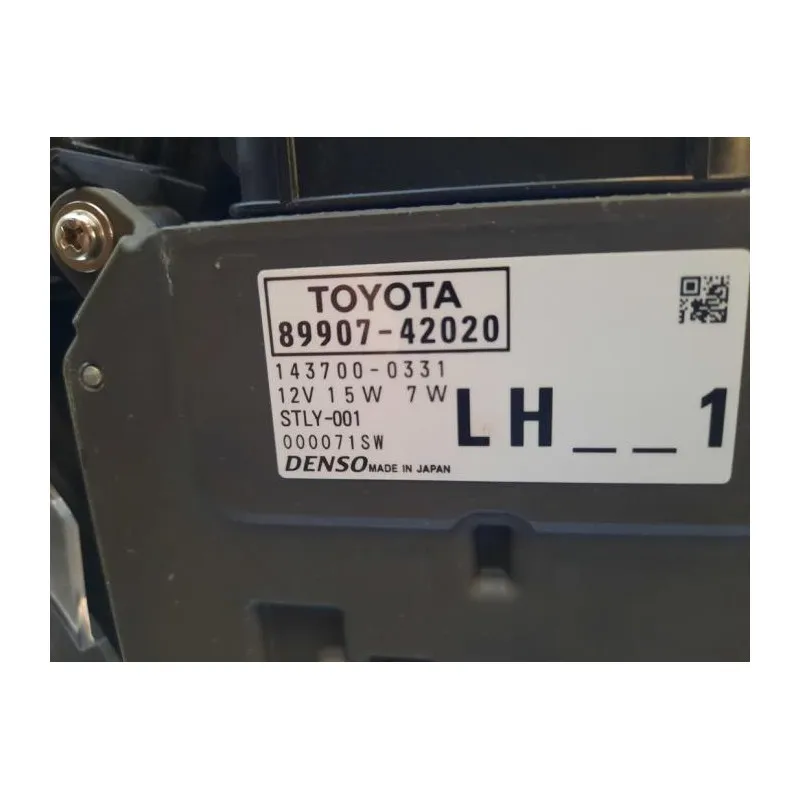 TOYOTA
89907-42020
143700-0331
12V 15W 7W
STLY-001
000071SW
LH__1
DENSO MADE IN JAPAN